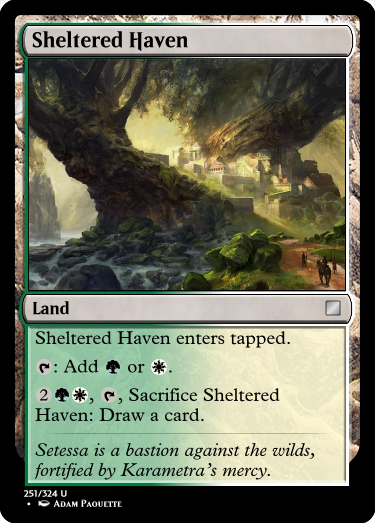 Sheltered Haven
Land
Sheltered Haven enters tapped.
: Add or .
2 , , Sacrifice Sheltered
Haven: Draw a card.
Setessa is a bastion against the wilds,
fortified by Karametra's mercy.
251/324 U
• Adam Paquette